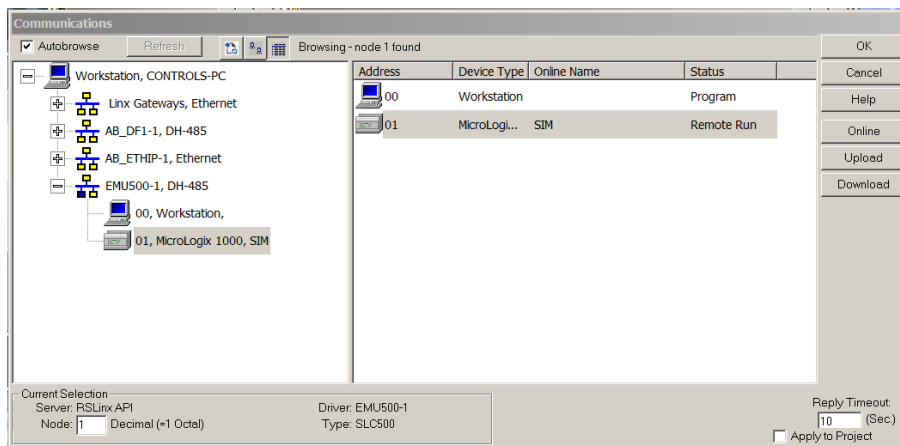 Communications
Autobrowse Refresh Browsing - node 1 found
Workstation, CONTROLS-PC
Linx Gateways, Ethernet
AB_DF1-1, DH-485
AB_ETHIP-1, Ethernet
EMU500-1, DH-485
00, Workstation,
01, MicroLogix 1000, SIM
Address Device Type Online Name Status
00 Workstation Program
01 MicroLogi... SIM Remote Run
OK
Cancel
Help
Online
Upload
Download
Current Selection
Server: RSLinx API Driver: EMU500-1
Node: 1 Decimal (=1 Octal) Type: SLC500
Reply Timeout:
10 (Sec.)
Apply to Project